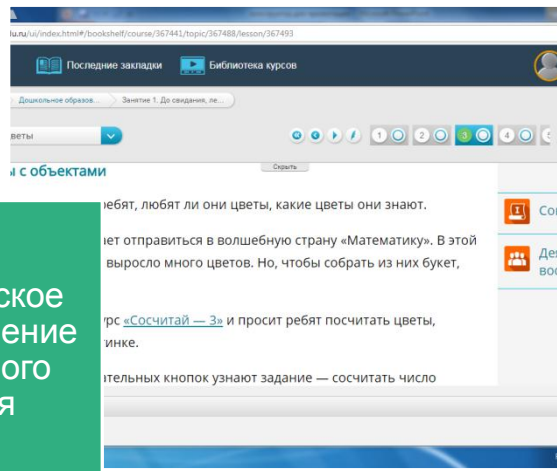 lu.ru/ui/index.html#/bookshelf/course/367441/topic/367488/lesson/367493
Последние закладки Библиотека курсов
Дошкольное образов... Занятие 1. До свидания, ле...
веты 1 2 3 4 5
Скрыть
ы с объектами
ребят, любят ли они цветы, какие цветы они знают.
ает отправиться в волшебную страну «Математику». В этой
выросло много цветов. Но, чтобы собрать из них букет,
урс «Сосчитай — 3» и просит ребят посчитать цветы,
инке.
ательных кнопок узнают задание — сосчитать число
Де
вос
ское
ение
ого
я